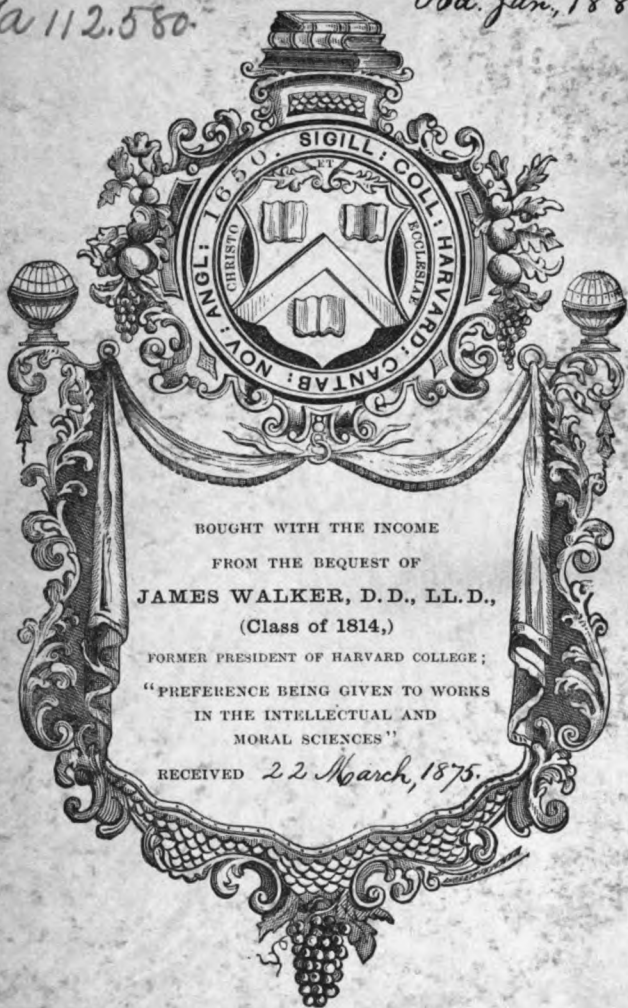 a 112.580.
Jan., 188
SIGILL: COLL: HARVARD: CANTAB: NOV: ANGL: 1650.
CHRISTO ET ECCLESIAE
BOUGHT WITH THE INCOME
FROM THE BEQUEST OF
JAMES WALKER, D.D., LL.D.,
(Class of 1814,)
FORMER PRESIDENT OF HARVARD COLLEGE;
"PREFERENCE BEING GIVEN TO WORKS
IN THE INTELLECTUAL AND
MORAL SCIENCES"
RECEIVED 22 March, 1875.